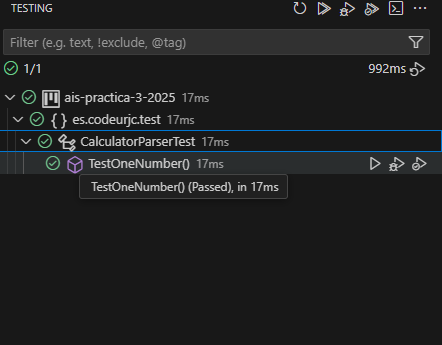 TESTING
Filter (e.g. text, !exclude, @tag)
1/1 992ms
ais-practica-3-2025 17ms
{ } es.codeurjc.test 17ms
CalculatorParserTest 17ms
TestOneNumber() 17ms
TestOneNumber() (Passed), in 17ms